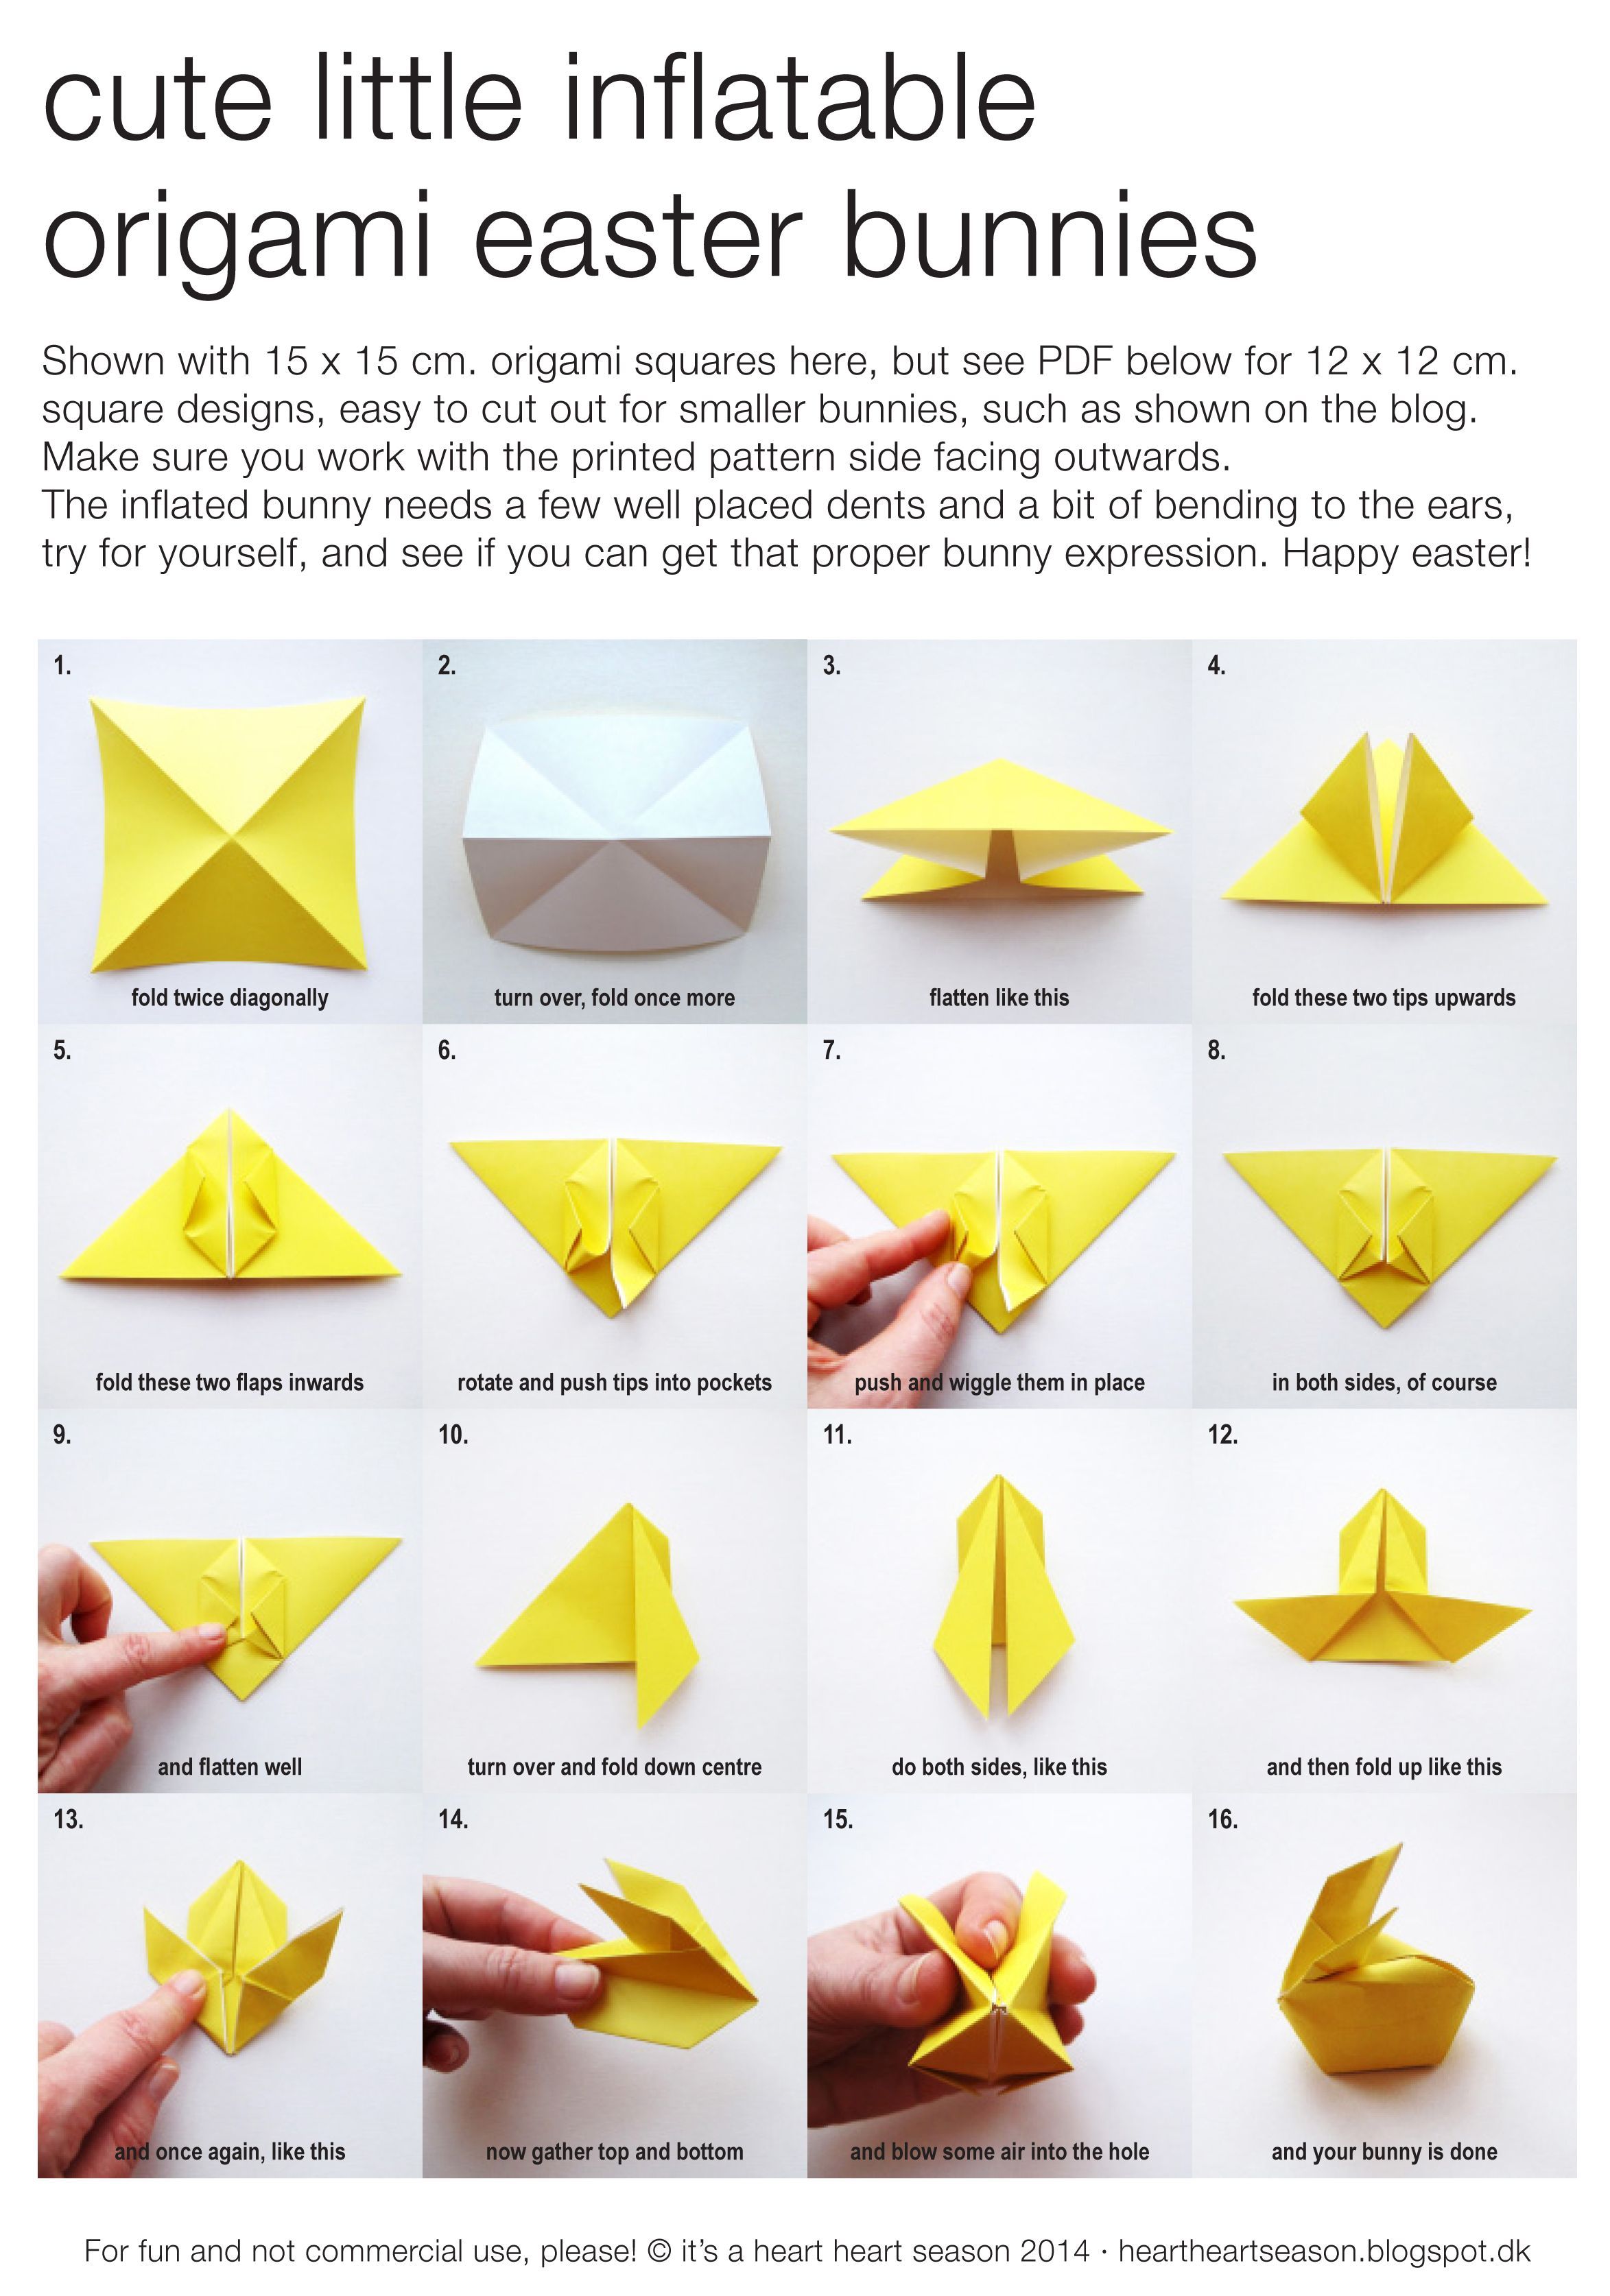 cute little inflatable
origami easter bunnies
Shown with 15 x 15 cm. origami squares here, but see PDF below for 12 x 12 cm.
square designs, easy to cut out for smaller bunnies, such as shown on the blog.
Make sure you work with the printed pattern side facing outwards.
The inflated bunny needs a few well placed dents and a bit of bending to the ears,
try for yourself, and see if you can get that proper bunny expression. Happy easter!
1.
fold twice diagonally
2.
turn over, fold once more
3.
flatten like this
4.
fold these two tips upwards
5.
fold these two flaps inwards
6.
rotate and push tips into pockets
7.
push and wiggle them in place
8.
in both sides, of course
9.
and flatten well
10.
turn over and fold down centre
11.
do both sides, like this
12.
and then fold up like this
13.
and once again, like this
14.
now gather top and bottom
15.
and blow some air into the hole
16.
and your bunny is done
For fun and not commercial use, please! © it’s a heart heart season 2014 · heartheartseason.blogspot.dk